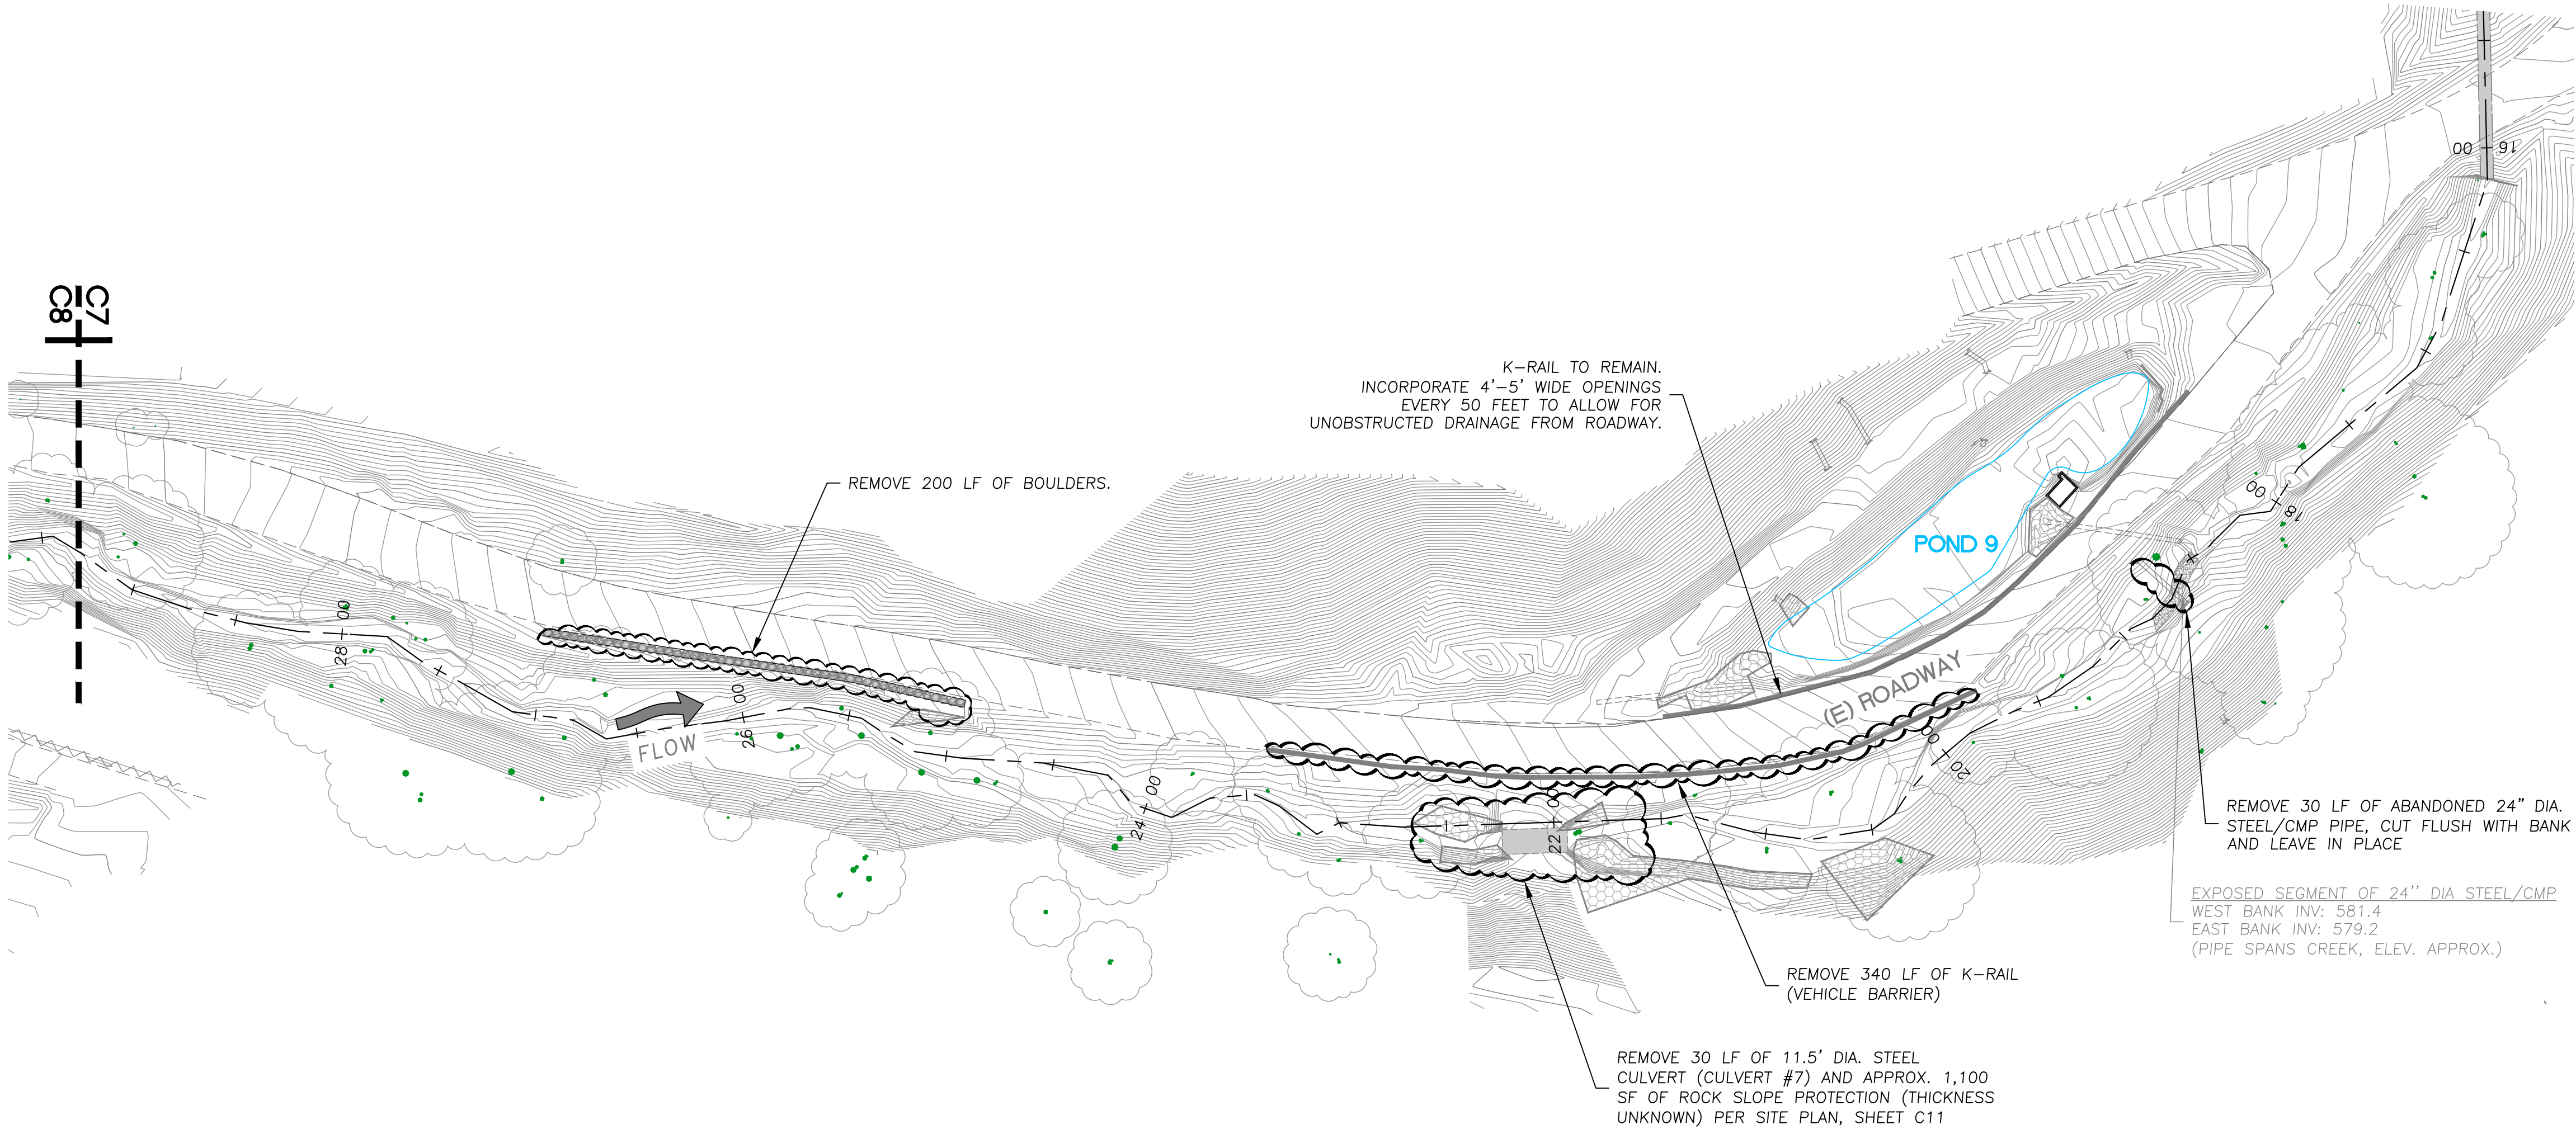 C7
C8
REMOVE 200 LF OF BOULDERS.
K-RAIL TO REMAIN.
INCORPORATE 4'-5' WIDE OPENINGS
EVERY 50 FEET TO ALLOW FOR
UNOBSTRUCTED DRAINAGE FROM ROADWAY.
POND 9
(E) ROADWAY
FLOW
28 00
26 00
24 00
22 00
20 00
18 00
16 00
REMOVE 30 LF OF ABANDONED 24" DIA.
STEEL/CMP PIPE, CUT FLUSH WITH BANK
AND LEAVE IN PLACE
EXPOSED SEGMENT OF 24'' DIA STEEL/CMP
WEST BANK INV: 581.4
EAST BANK INV: 579.2
(PIPE SPANS CREEK, ELEV. APPROX.)
REMOVE 340 LF OF K-RAIL
(VEHICLE BARRIER)
REMOVE 30 LF OF 11.5' DIA. STEEL
CULVERT (CULVERT #7) AND APPROX. 1,100
SF OF ROCK SLOPE PROTECTION (THICKNESS
UNKNOWN) PER SITE PLAN, SHEET C11